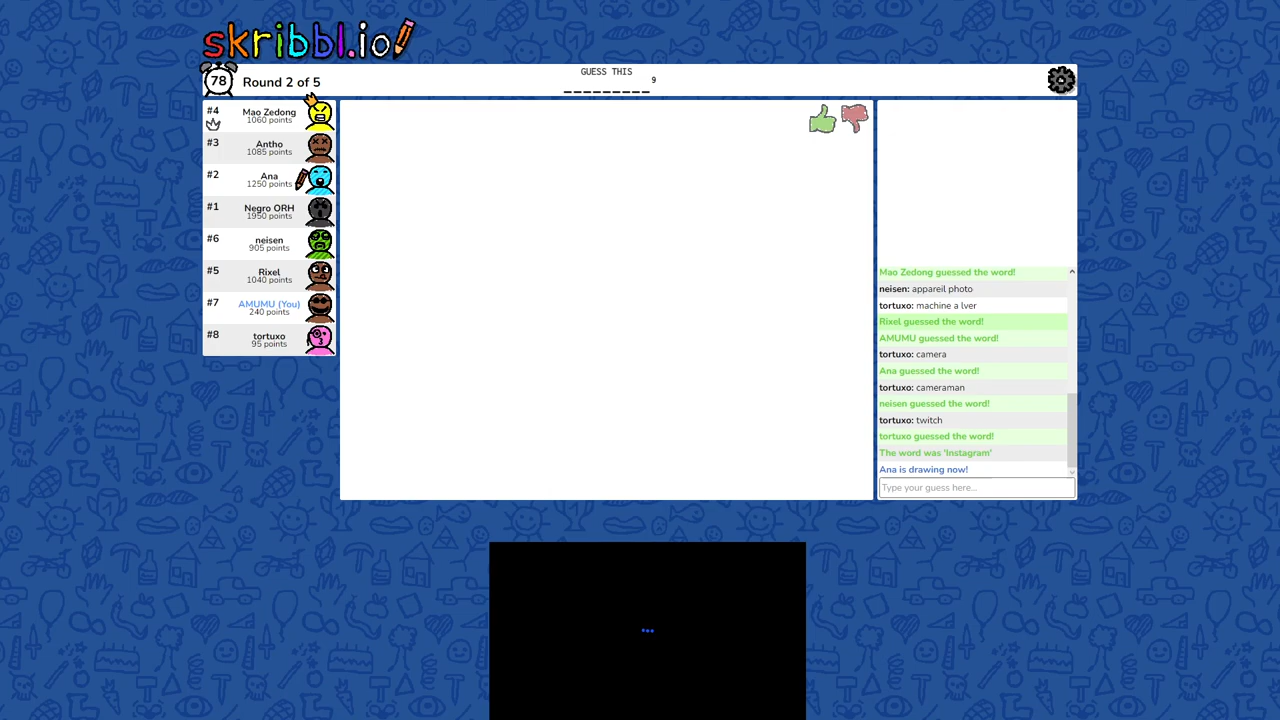 skribbl.io
78
Round 2 of 5
GUESS THIS
_________ 9
#4
Mao Zedong
1060 points
#3
Antho
1085 points
#2
Ana
1250 points
#1
Negro ORH
1950 points
#6
neisen
905 points
#5
Rixel
1040 points
#7
AMUMU (You)
240 points
#8
tortuxo
95 points
Mao Zedong guessed the word!
neisen: appareil photo
tortuxo: machine a lver
Rixel guessed the word!
AMUMU guessed the word!
tortuxo: camera
Ana guessed the word!
tortuxo: cameraman
neisen guessed the word!
tortuxo: twitch
tortuxo guessed the word!
The word was 'Instagram'
Ana is drawing now!
Type your guess here...